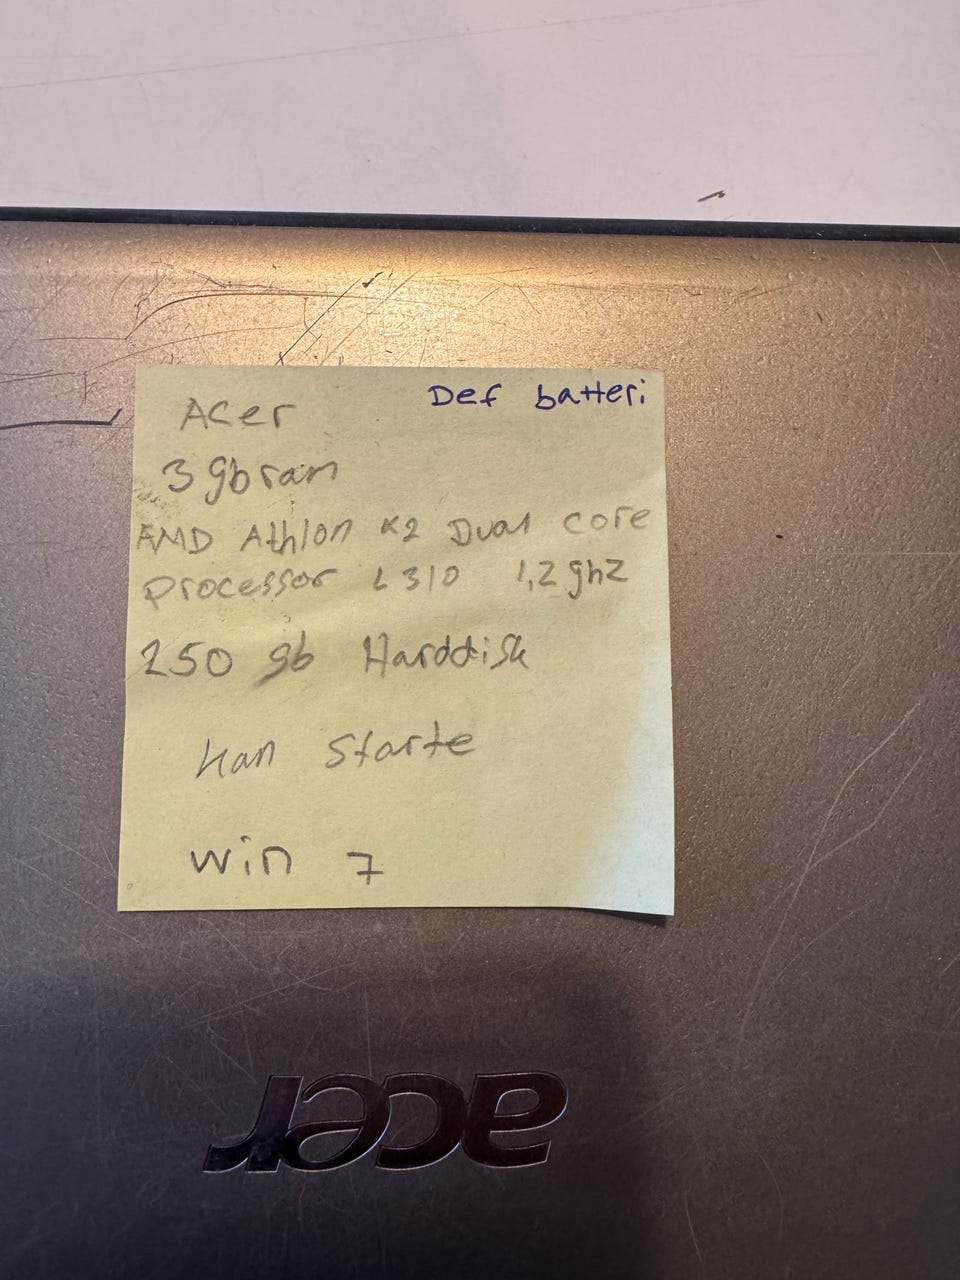 Def batteri
Acer
3 gb ram
AMD Athlon x2 Dual core
processor L310 1,2 ghz
250 gb Harddisk
kan starte
win 7
acer